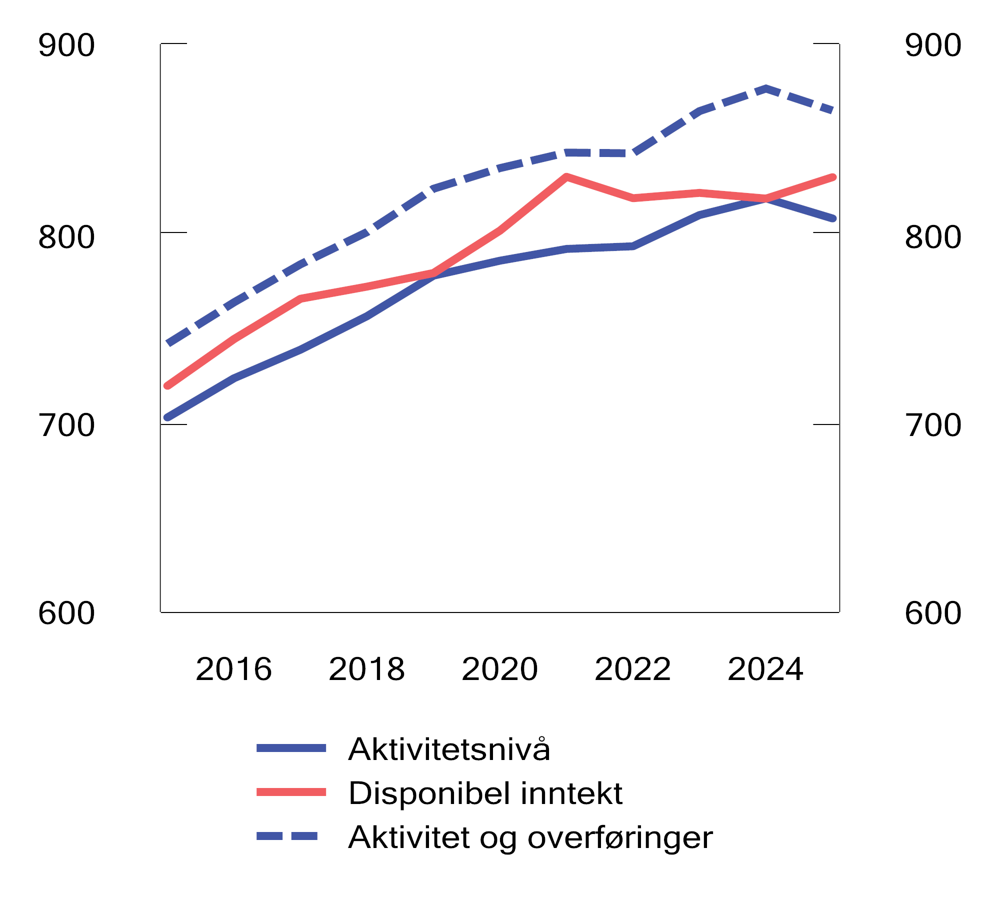 900 900
800 800
700 700
600 600
2016 2018 2020 2022 2024
Aktivitetsnivå
Disponibel inntekt
Aktivitet og overføringer